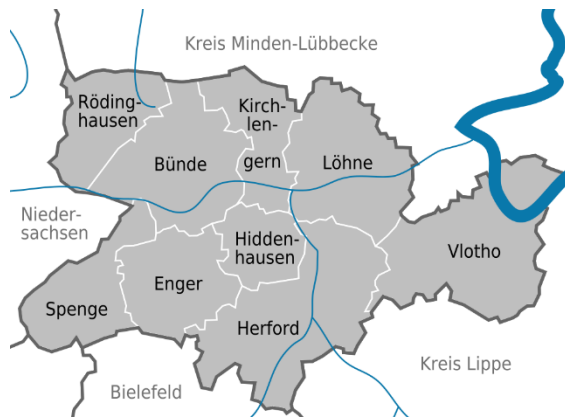 Kreis Minden-Lübbecke
Röding-
hausen
Kirch-
len-
gern
Bünde
Löhne
Nieder-
sachsen
Hidden-
hausen
Vlotho
Enger
Spenge
Herford
Kreis Lippe
Bielefeld